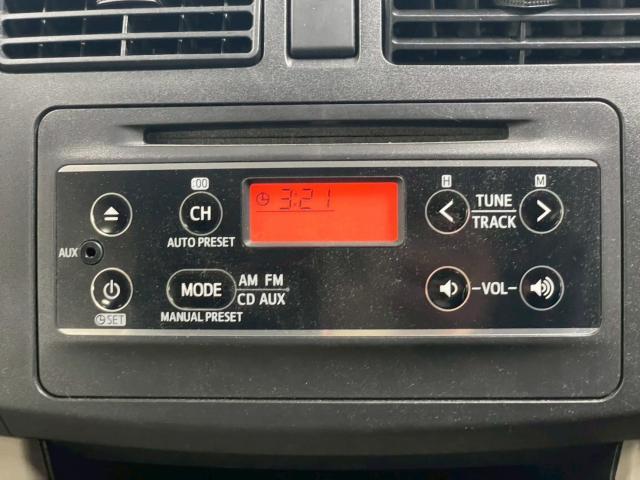 :00
H
M
CH
3:21
TUNE
TRACK
AUTO PRESET
AUX
MODE
AM FM
CD AUX
-VOL-
SET
MANUAL PRESET